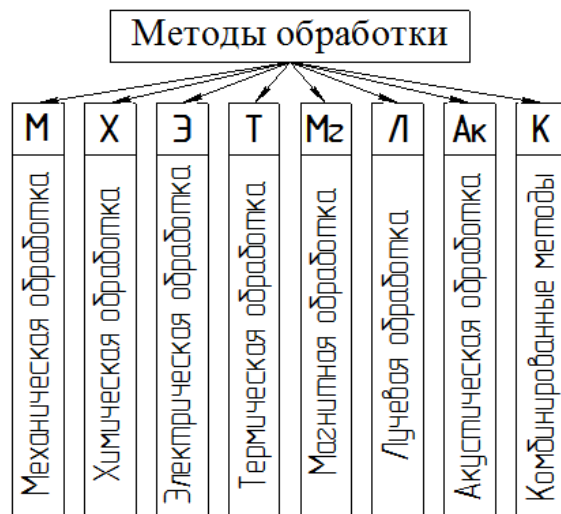 Методы обработки
М
Х
Э
Т
Мг
Л
Ак
К
Механическая обработка
Химическая обработка
Электрическая обработка
Термическая обработка
Магнитная обработка
Лучевая обработка
Акустическая обработка
Комбинированные методы